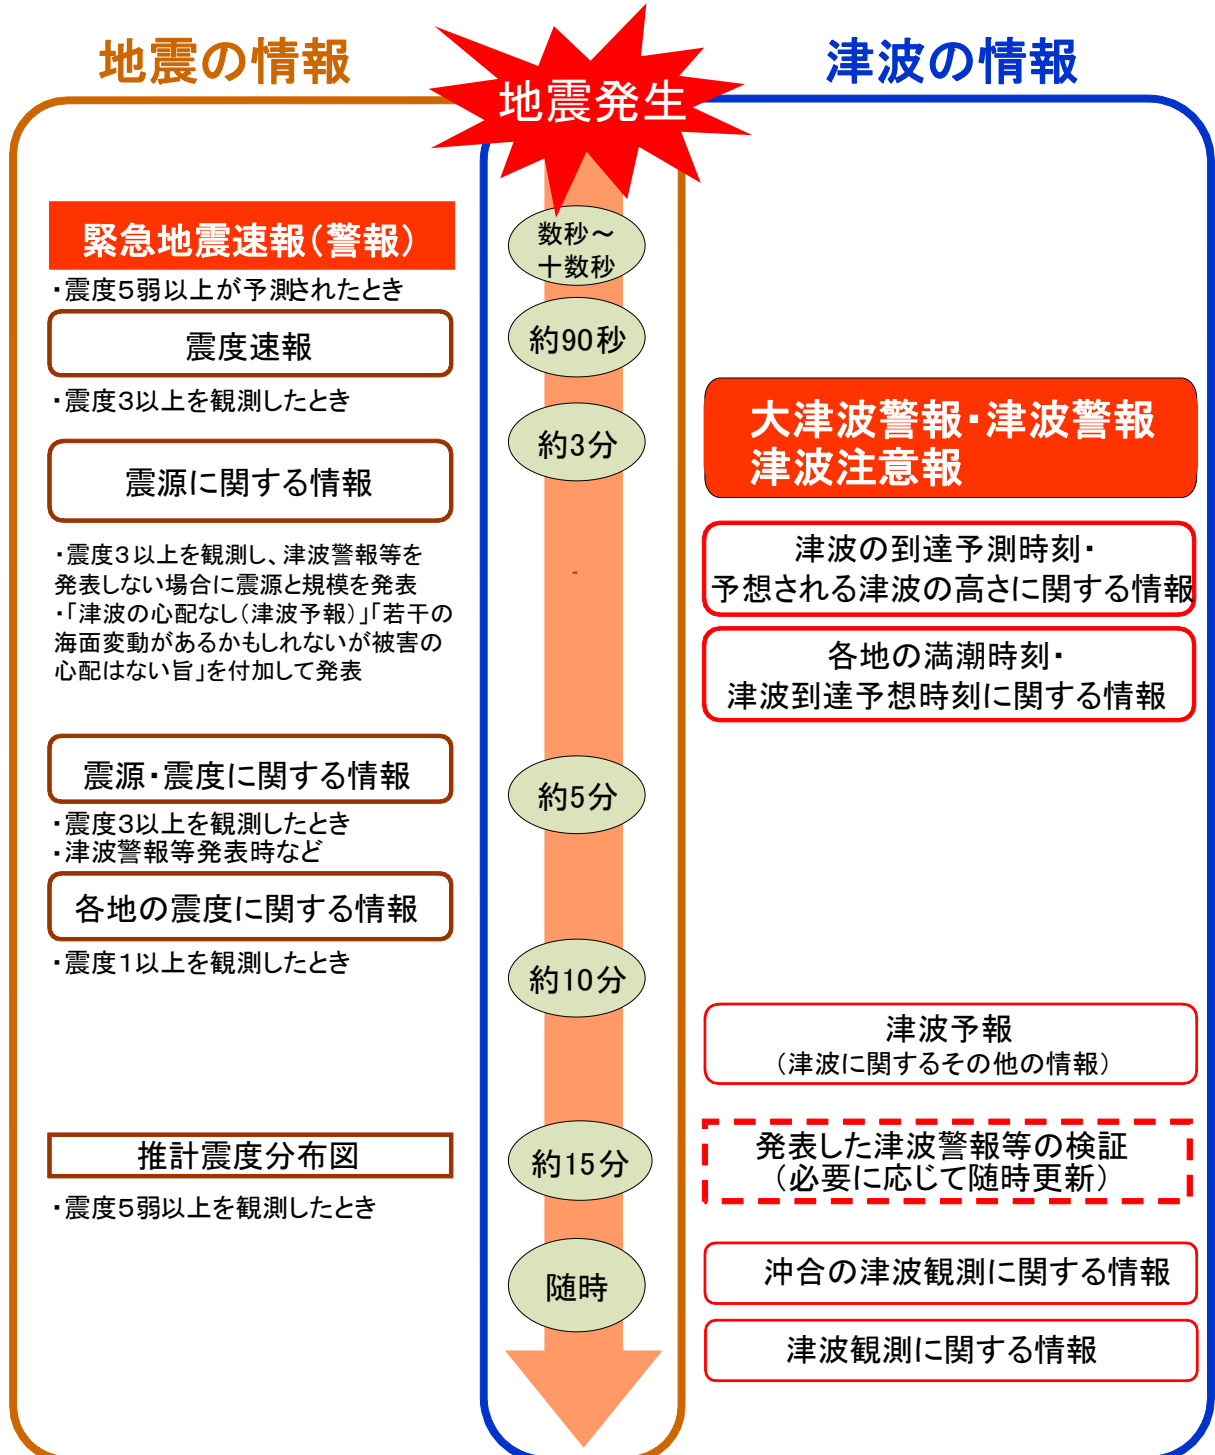 地震の情報
津波の情報
地震発生
緊急地震速報(警報)
・震度5弱以上が予測されたとき
数秒～
十数秒
震度速報
・震度3以上を観測したとき
約90秒
約3分
震源に関する情報
・震度3以上を観測し、津波警報等を
発表しない場合に震源と規模を発表
・「津波の心配なし(津波予報)」「若干の
海面変動があるかもしれないが被害の
心配はない旨」を付加して発表
大津波警報・津波警報
津波注意報
津波の到達予測時刻・
予想される津波の高さに関する情報
各地の満潮時刻・
津波到達予想時刻に関する情報
震源・震度に関する情報
・震度3以上を観測したとき
・津波警報等発表時など
約5分
各地の震度に関する情報
・震度1以上を観測したとき
約10分
津波予報
(津波に関するその他の情報)
推計震度分布図
・震度5弱以上を観測したとき
約15分
発表した津波警報等の検証
(必要に応じて随時更新)
随時
沖合の津波観測に関する情報
津波観測に関する情報